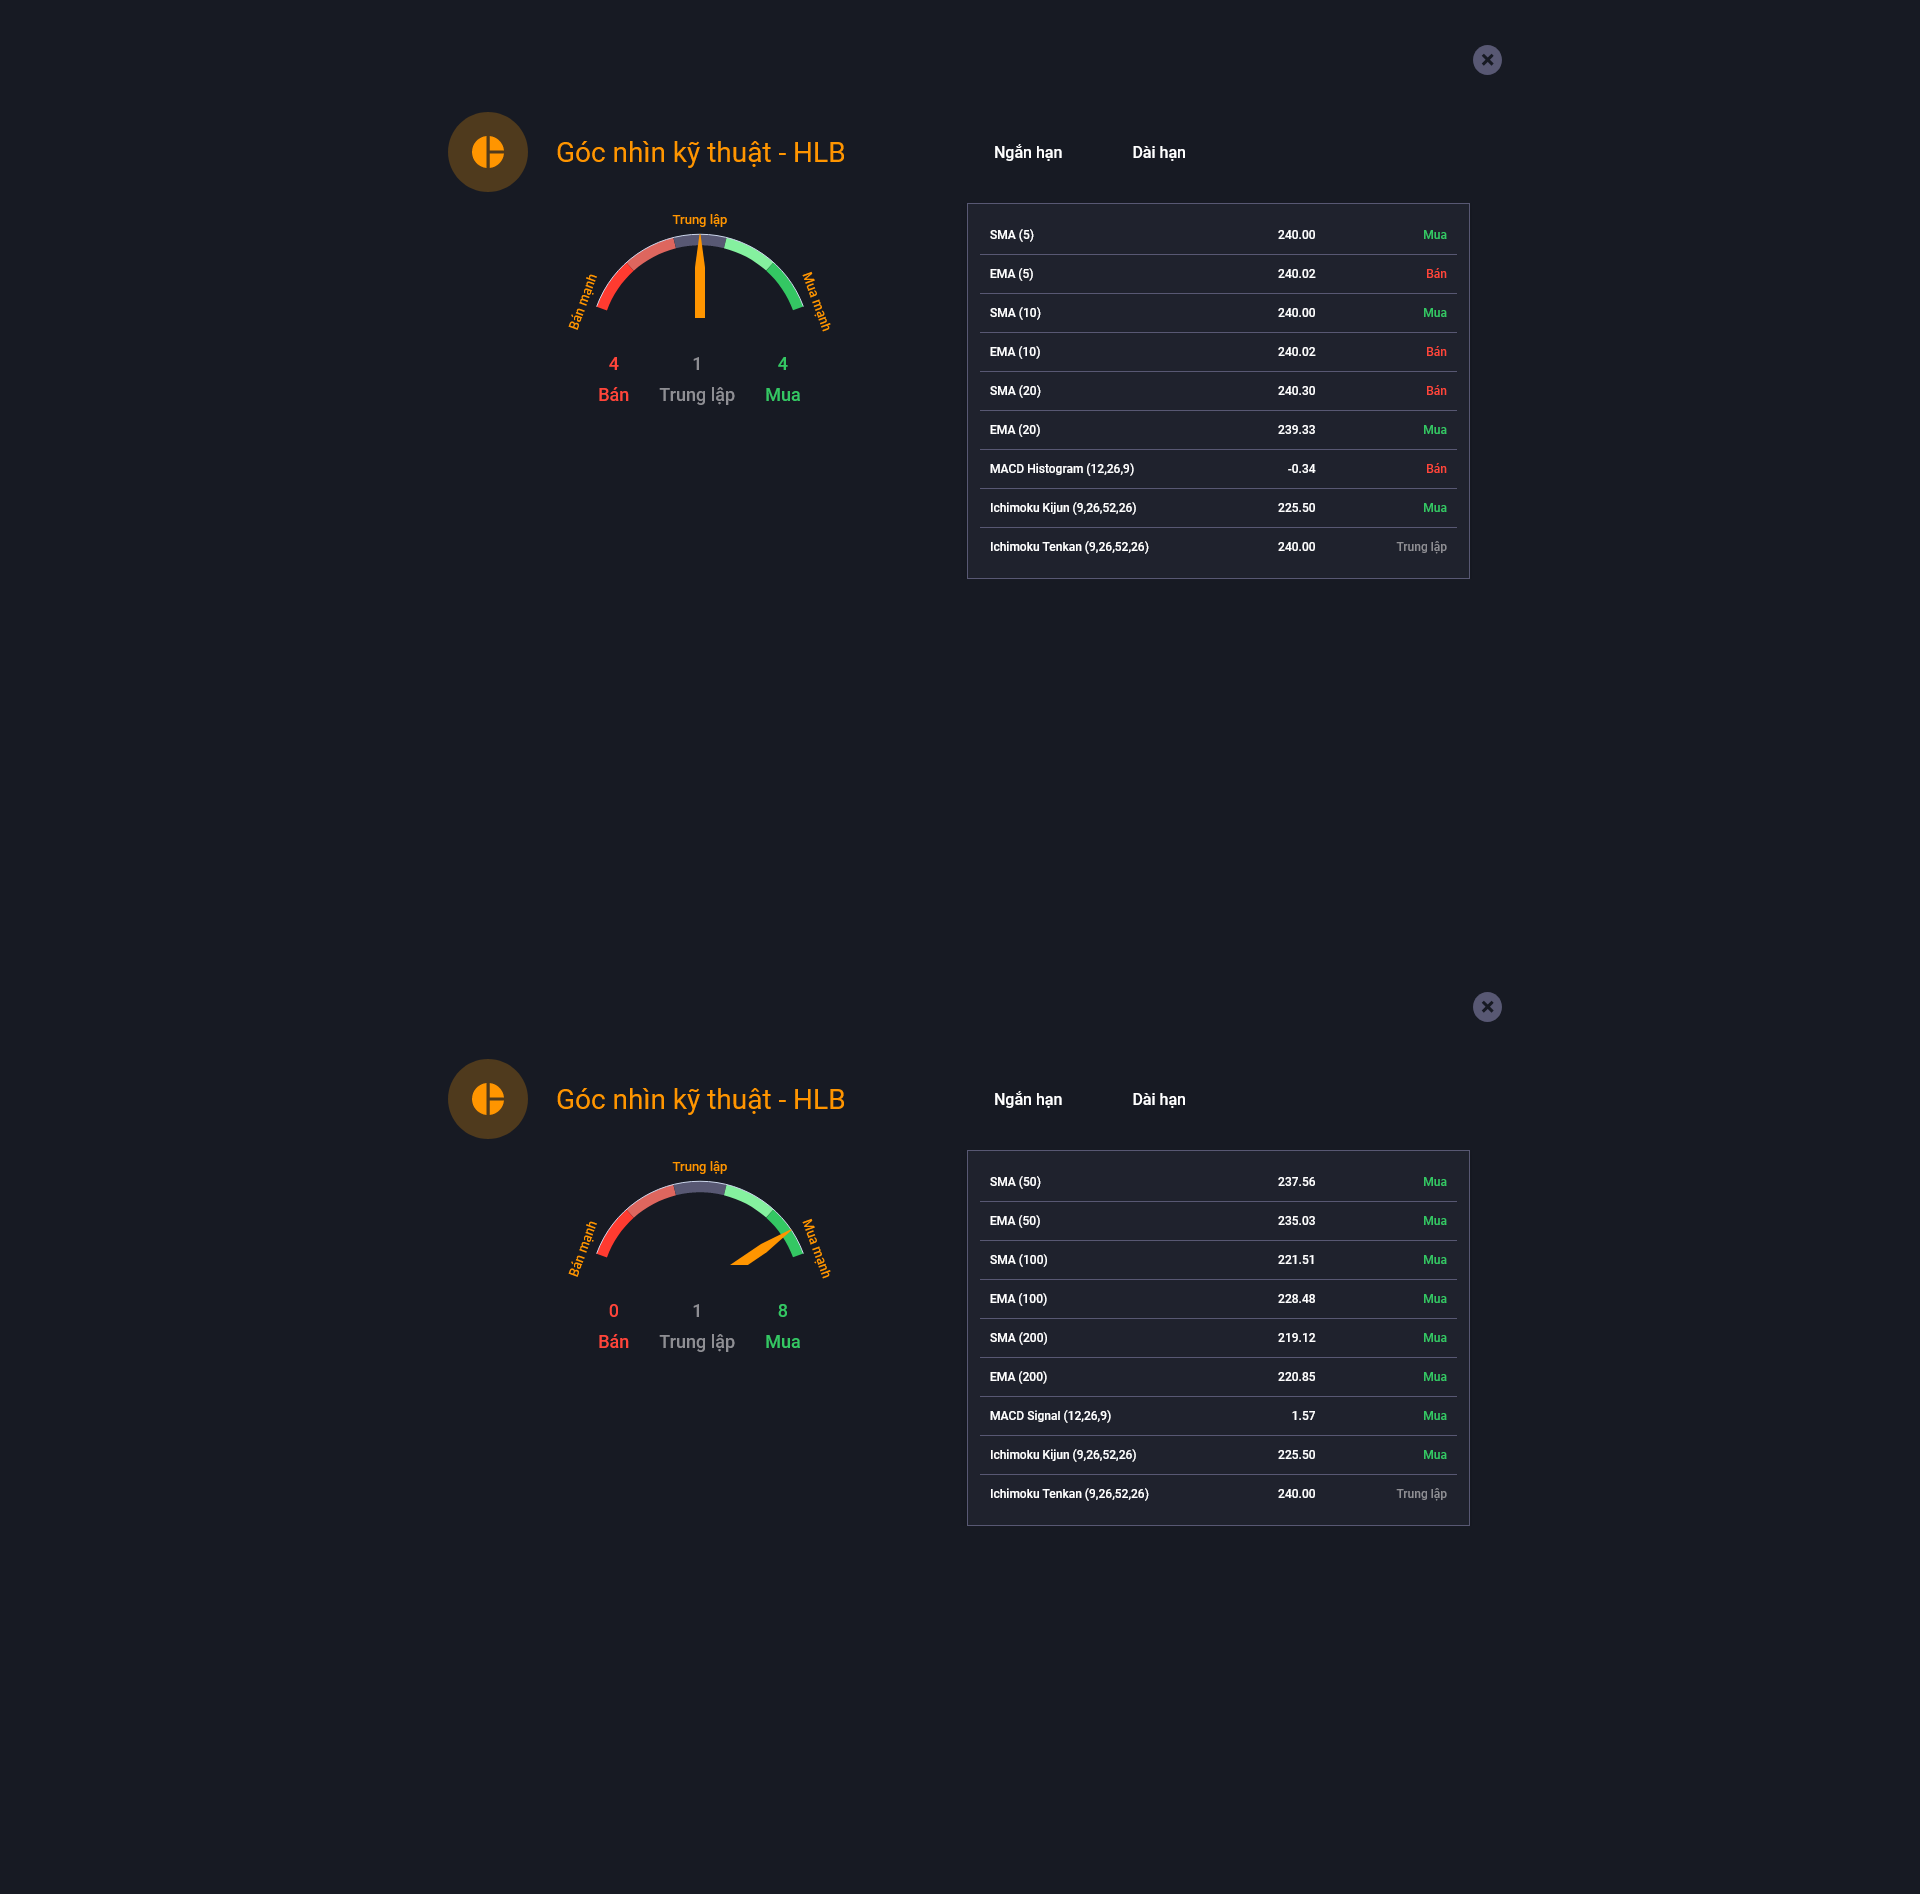 Góc nhìn kỹ thuật - HLB
Ngắn hạn Dài hạn
Trung lập
Bán mạnh
Mua mạnh
4 1 4
Bán Trung lập Mua
SMA (5) 240.00 Mua
EMA (5) 240.02 Bán
SMA (10) 240.00 Mua
EMA (10) 240.02 Bán
SMA (20) 240.30 Bán
EMA (20) 239.33 Mua
MACD Histogram (12,26,9) -0.34 Bán
Ichimoku Kijun (9,26,52,26) 225.50 Mua
Ichimoku Tenkan (9,26,52,26) 240.00 Trung lập
Góc nhìn kỹ thuật - HLB
Ngắn hạn Dài hạn
Trung lập
Bán mạnh
Mua mạnh
0 1 8
Bán Trung lập Mua
SMA (50) 237.56 Mua
EMA (50) 235.03 Mua
SMA (100) 221.51 Mua
EMA (100) 228.48 Mua
SMA (200) 219.12 Mua
EMA (200) 220.85 Mua
MACD Signal (12,26,9) 1.57 Mua
Ichimoku Kijun (9,26,52,26) 225.50 Mua
Ichimoku Tenkan (9,26,52,26) 240.00 Trung lập